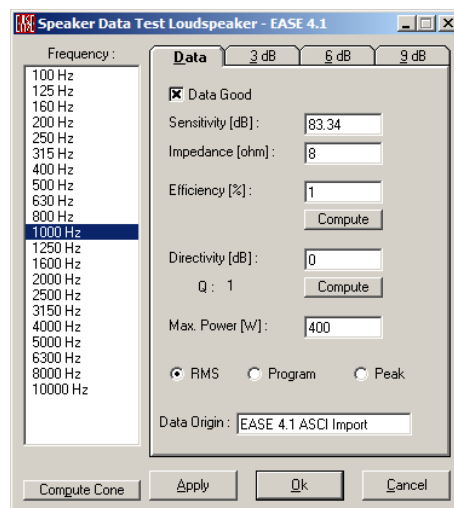 EASE Speaker Data Test Loudspeaker - EASE 4.1
Frequency :
100 Hz
125 Hz
160 Hz
200 Hz
250 Hz
315 Hz
400 Hz
500 Hz
630 Hz
800 Hz
1000 Hz
1250 Hz
1600 Hz
2000 Hz
2500 Hz
3150 Hz
4000 Hz
5000 Hz
6300 Hz
8000 Hz
10000 Hz
Compute Cone
Data 3 dB 6 dB 9 dB
Data Good
Sensitivity [dB] : 83.34
Impedance [ohm] : 8
Efficiency [%] : 1
Compute
Directivity [dB] : 0
Q : 1 Compute
Max. Power [W] : 400
RMS Program Peak
Data Origin : EASE 4.1 ASCI Import
Apply Ok Cancel